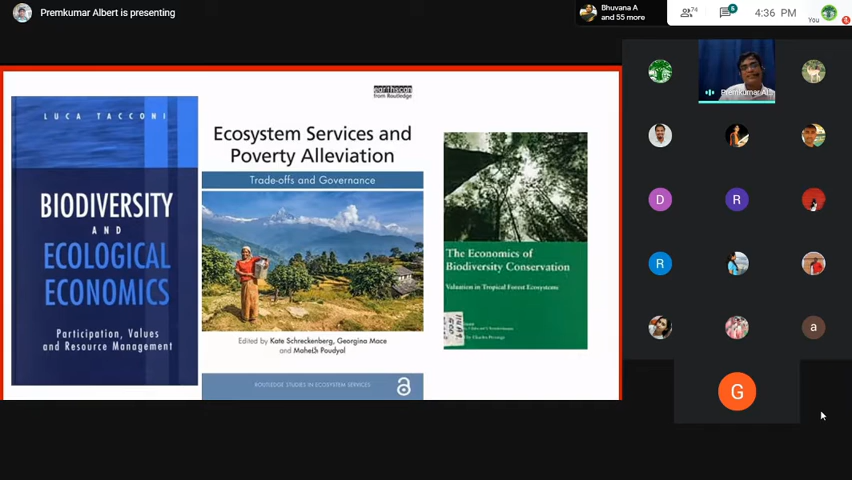 Premkumar Albert is presenting
Bhuvana A
and 55 more
74
6
4:36 PM
You
earthscan
from Routledge
LUCA TACCONI
BIODIVERSITY
AND
ECOLOGICAL
ECONOMICS
Participation, Values
and Resource Management
Ecosystem Services and
Poverty Alleviation
Trade-offs and Governance
Edited by Kate Schreckenberg, Georgina Mace
and Mahesh Poudyal
ROUTLEDGE STUDIES IN ECOSYSTEM SERVICES
The Economics of
Biodiversity Conservation
Valuation in Tropical Forest Ecosystems
Premkumar Alb
D
R
R
a
G